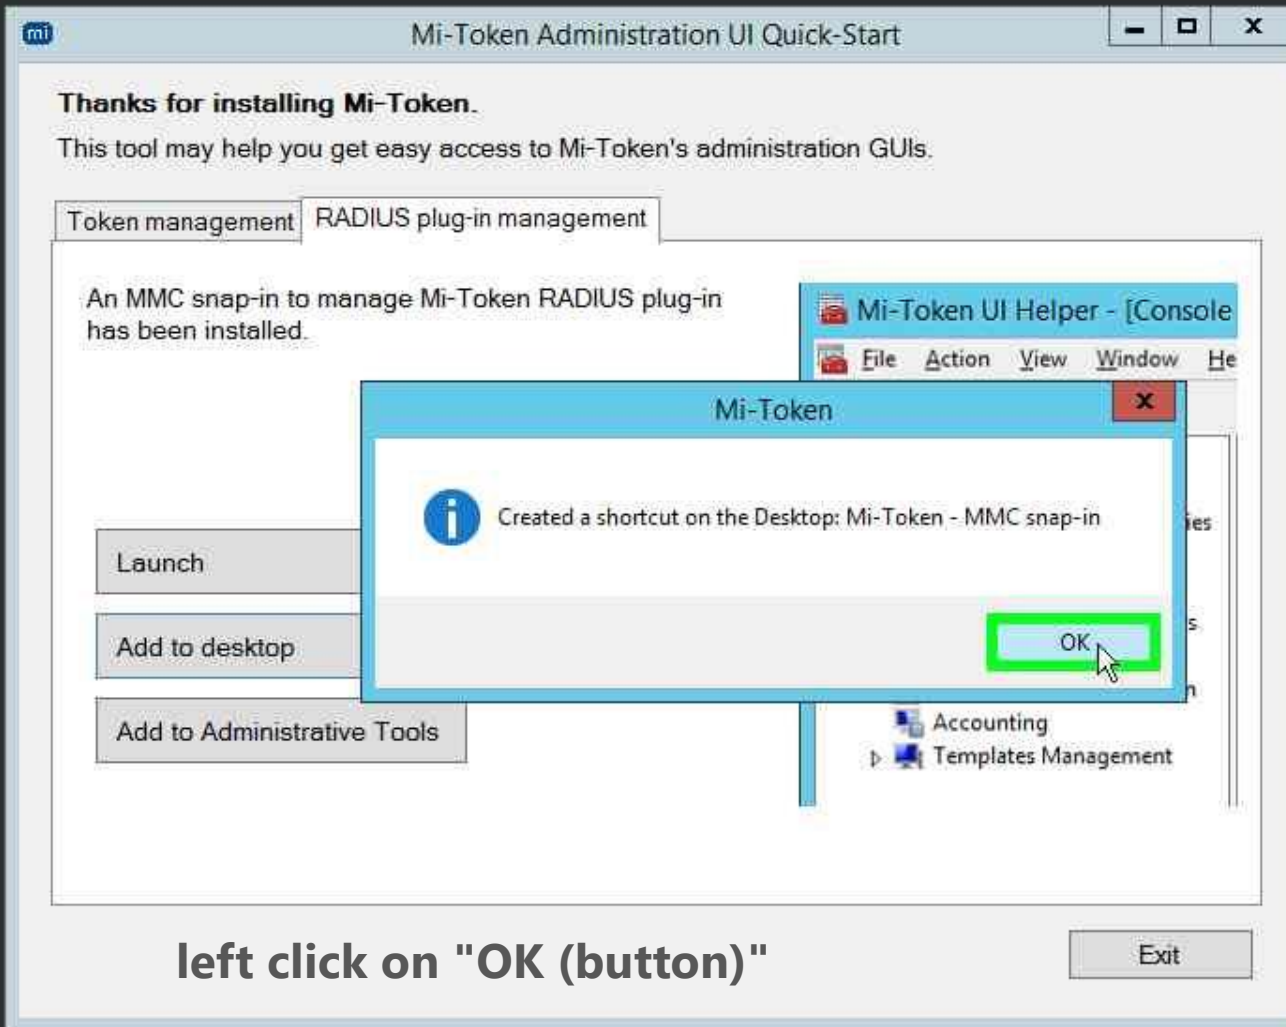 mi
Mi-Token Administration UI Quick-Start
Thanks for installing Mi-Token.
This tool may help you get easy access to Mi-Token's administration GUIs.
Token management
RADIUS plug-in management
An MMC snap-in to manage Mi-Token RADIUS plug-in
has been installed.
Mi-Token UI Helper - [Console
File Action View Window He
Mi-Token
x
i
Created a shortcut on the Desktop: Mi-Token - MMC snap-in
ies
Launch
OK
s
Add to desktop
n
Add to Administrative Tools
Accounting
Templates Management
left click on "OK (button)"
Exit